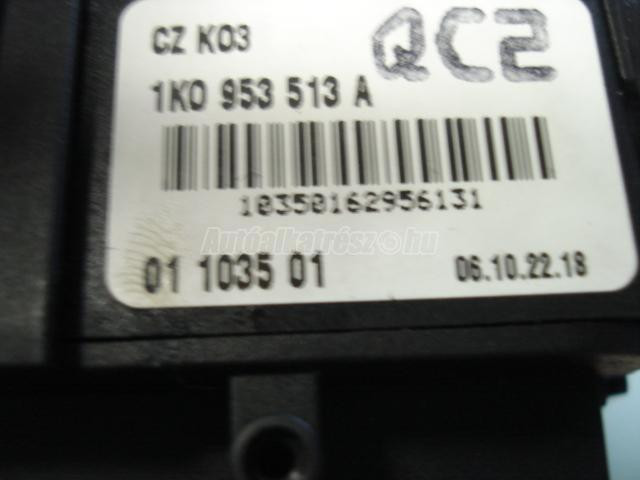 CZ K03
QC2
1K0 953 513 A
10350162956131
Autóalkatrész.hu
01 1035 01
06.10.22.18